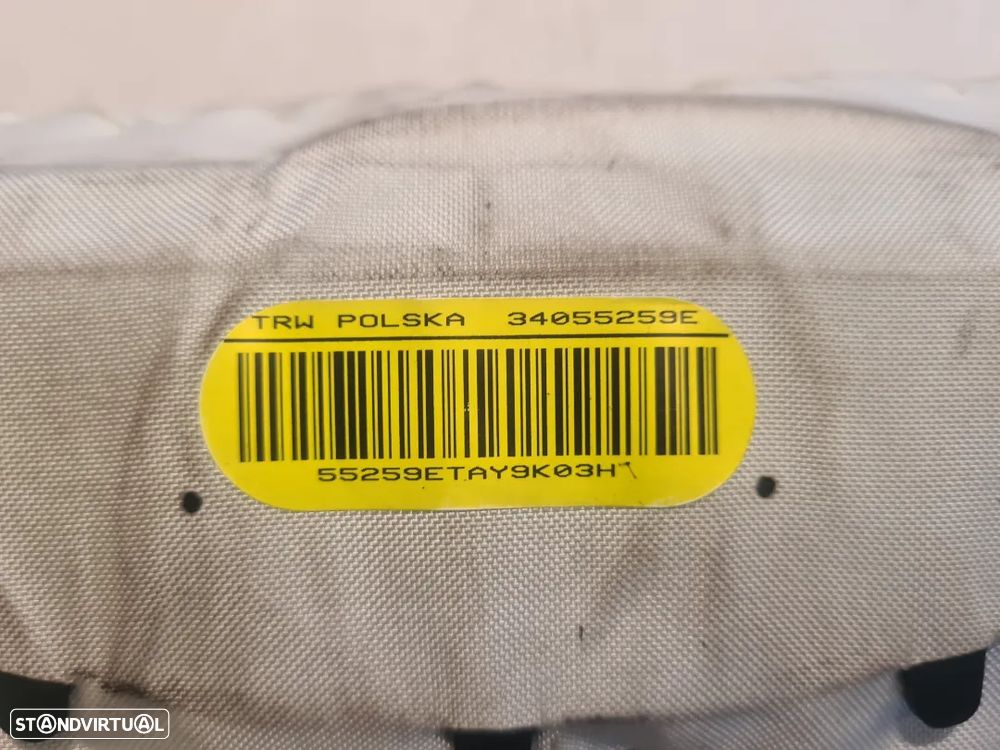 TRW POLSKA 34055259E
55259ETAY9K03H
STANDVIRTUAL